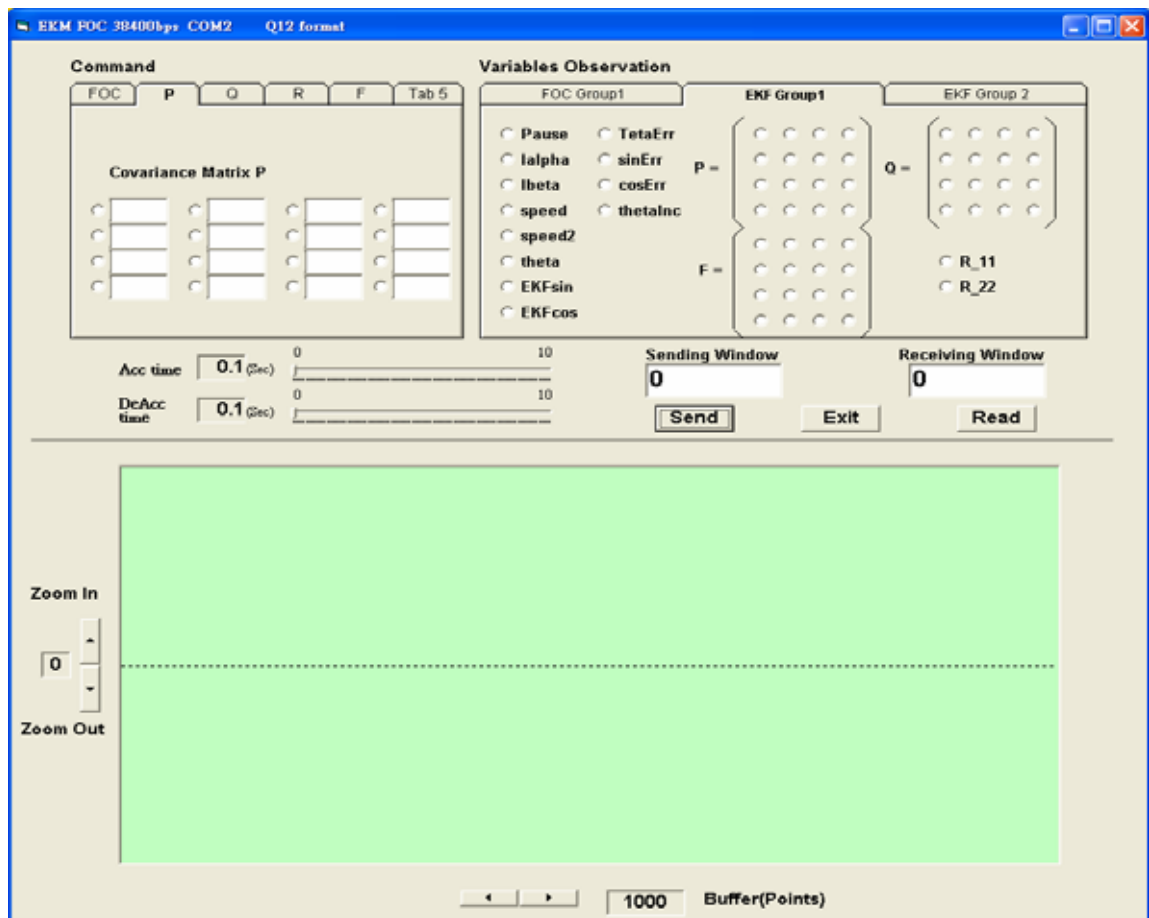 EKM FOC 38400bps COM2 Q12 format
Command
FOC P Q R F Tab 5
Covariance Matrix P
Variables Observation
FOC Group1 EKF Group1 EKF Group 2
Pause TetaErr
Ialpha sinErr
Ibeta cosErr
speed thetaInc
speed2
theta
EKFsin
EKFcos
P =
F =
Q =
R_11
R_22
Acc time 0.1 (Sec) 0 10
DeAcc time 0.1 (Sec) 0 10
Sending Window
0
Receiving Window
0
Send Exit Read
Zoom In
0
Zoom Out
1000 Buffer(Points)